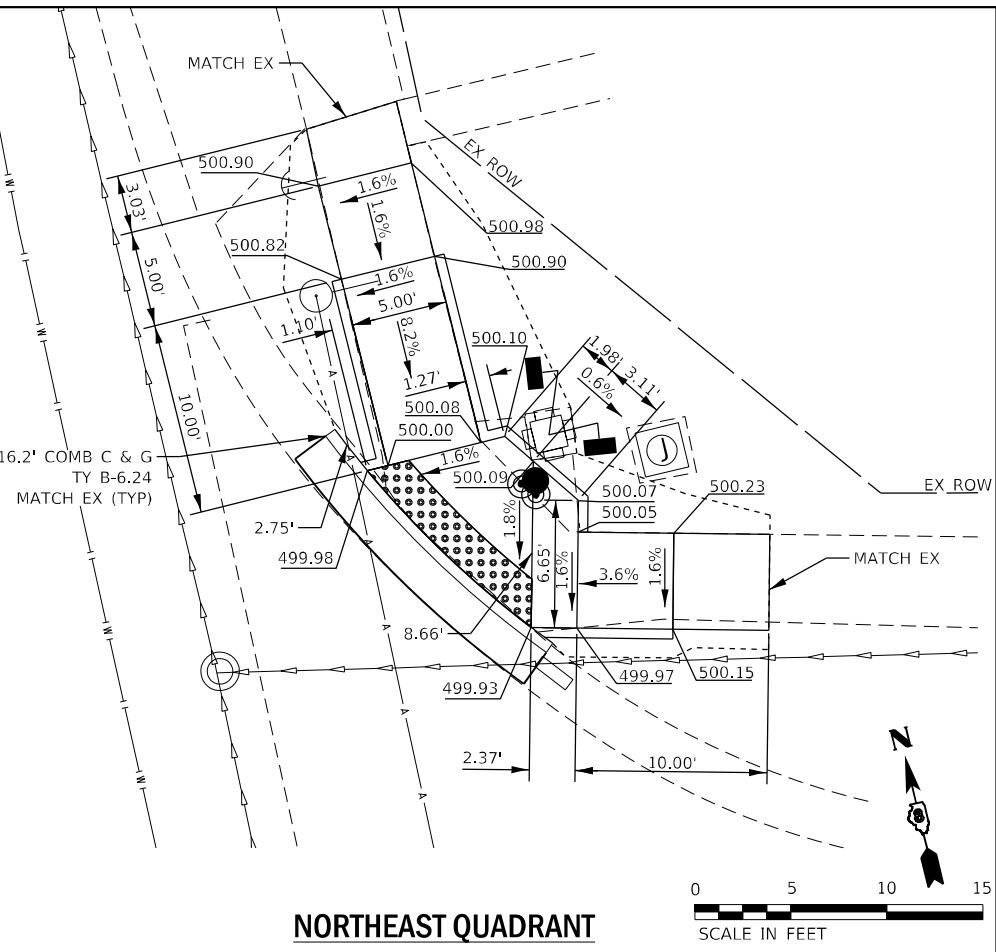 MATCH EX
EX ROW
500.90
1.6%
1.6%
3.03'
500.98
500.82
500.90
5.00'
1.6%
5.00'
1.10'
8.2%
500.10
1.98'
3.11'
0.6%
1.27'
500.08
10.00'
500.00
16.2' COMB C & G
TY B-6.24
MATCH EX (TYP)
1.6%
500.09
J
500.07
500.23
EX ROW
500.05
2.75'
1.8%
6.65'
1.6%
3.6%
1.6%
MATCH EX
499.98
8.66'
499.93
499.97
500.15
2.37'
10.00'
W
W
W
W
W
W
A
A
A
A
A
N
8
0 5 10 15
SCALE IN FEET
NORTHEAST QUADRANT